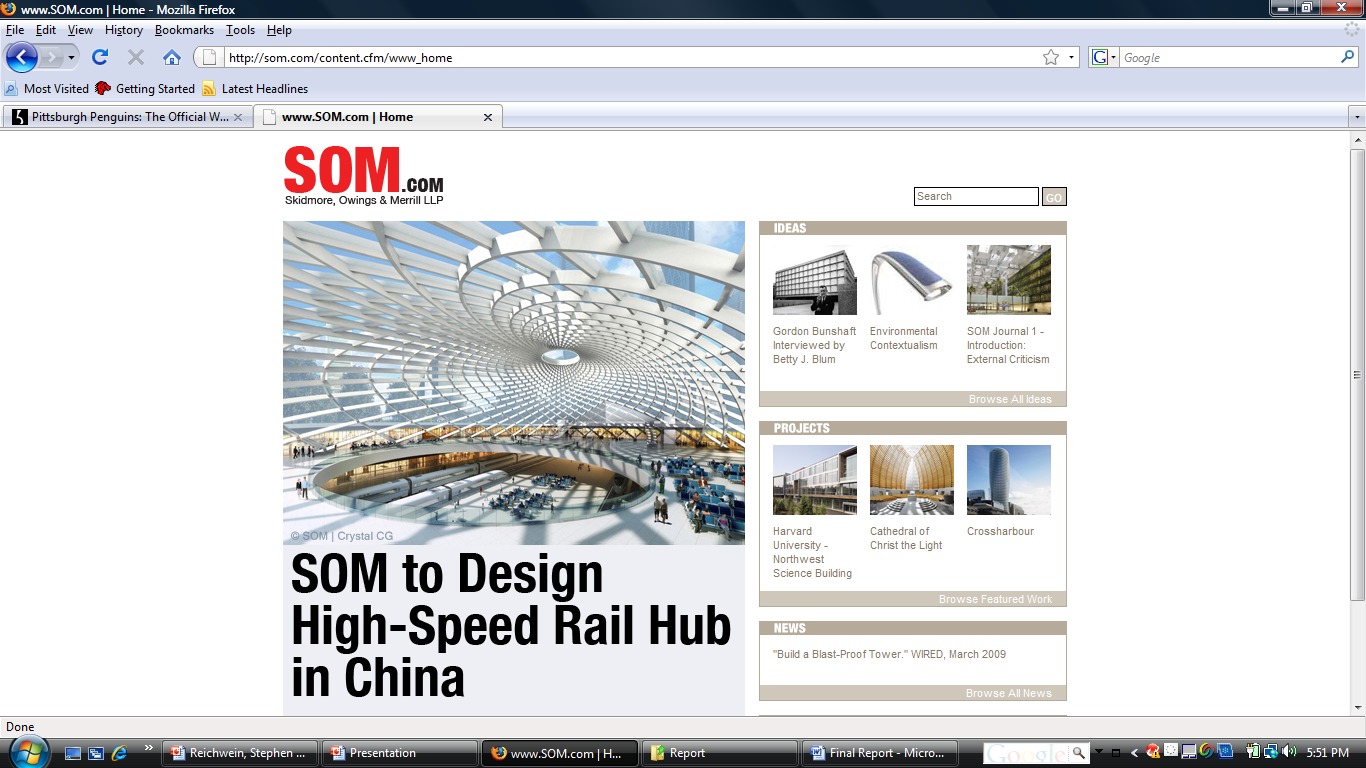 www.SOM.com | Home - Mozilla Firefox
File Edit View History Bookmarks Tools Help
http://som.com/content.cfm/www_home
G Google
Most Visited Getting Started Latest Headlines
Pittsburgh Penguins: The Official W...
www.SOM.com | Home
SOM.COM
Skidmore, Owings & Merrill LLP
Search GO
© SOM | Crystal CG
SOM to Design
High-Speed Rail Hub
in China
IDEAS
Gordon Bunshaft
Interviewed by
Betty J. Blum
Environmental
Contextualism
SOM Journal 1 -
Introduction:
External Criticism
Browse All Ideas
PROJECTS
Harvard
University -
Northwest
Science Building
Cathedral of
Christ the Light
Crossharbour
Browse Featured Work
NEWS
"Build a Blast-Proof Tower." WIRED, March 2009
Browse All News
Done
Reichwein, Stephen ... Presentation www.SOM.com | H... Report Final Report - Micro... Google 5:51 PM